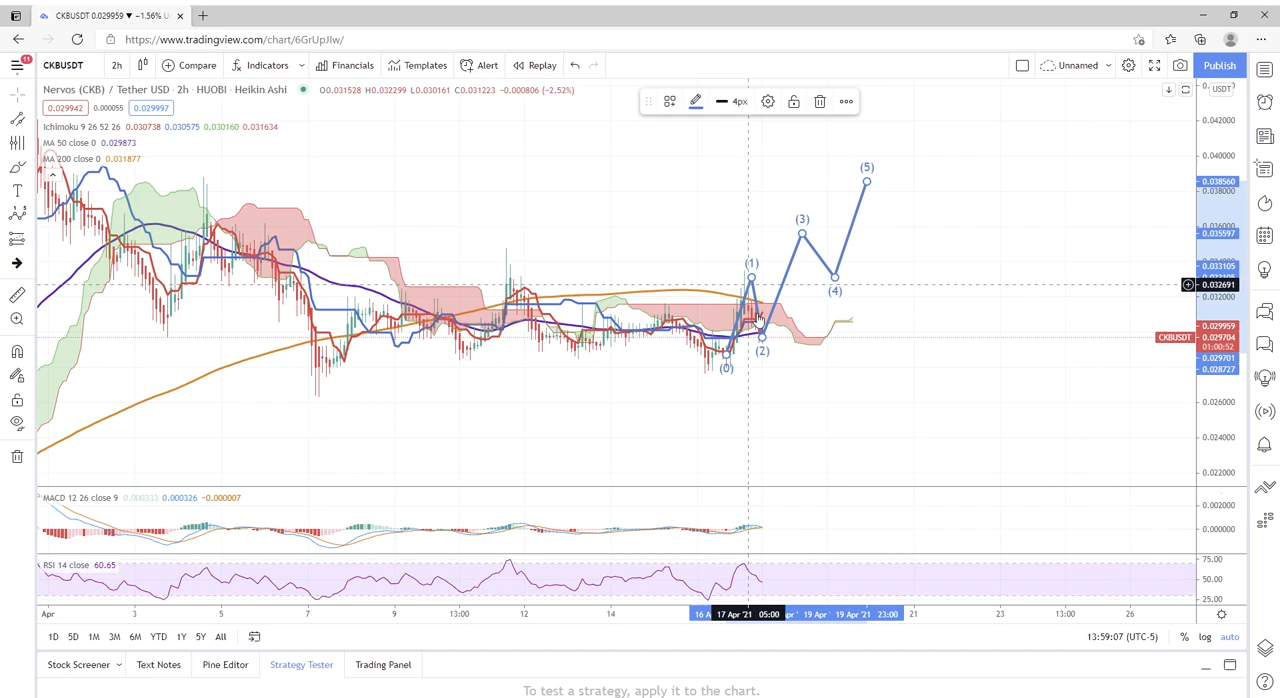 CKBUSDT 0.029959 ▼ −1.56% U
https://www.tradingview.com/chart/6GrUpJIw/
11
CKBUSDT 2h Compare Indicators Financials Templates Alert Replay Unnamed Publish
Nervos (CKB) / Tether USD · 2h · HUOBI · Heikin Ashi O0.031528 H0.032299 L0.030161 C0.031223 −0.000806 (−2.52%)
0.029942 0.000055 0.029997
Ichimoku 9 26 52 26 0.030738 0.030575 0.030160 0.031634
MA 50 close 0 0.029873
MA 200 close 0 0.031877
4px
USDT
0.042000
0.040000
0.038560
0.038000
0.035597
0.033105
0.032691
0.032000
0.029959
CKBUSDT 0.029704
01:00:52
0.029701
0.028727
0.026000
0.024000
0.022000
(5)
(3)
(1)
(4)
(2)
(0)
MACD 12 26 close 9 0.000333 0.000326 −0.000007
0.002000
0.000000
RSI 14 close 60.65
75.00
50.00
25.00
Apr 3 5 7 9 13:00 12 14 16 A 17 Apr '21 05:00 19 Apr ' 19 Apr '21 23:00 21 23 13:00 26
1D 5D 1M 3M 6M YTD 1Y 5Y All 13:59:07 (UTC-5) % log auto
Stock Screener Text Notes Pine Editor Strategy Tester Trading Panel
To test a strategy, apply it to the chart.